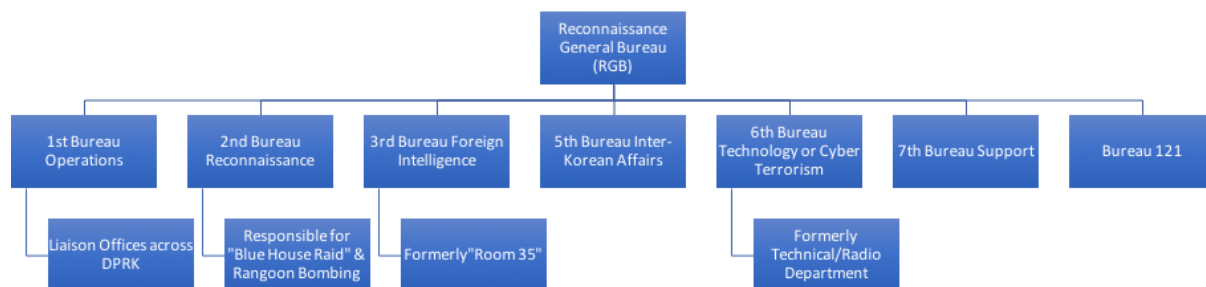 Reconnaissance
General Bureau
(RGB)
1st Bureau
Operations
2nd Bureau
Reconnaissance
3rd Bureau Foreign
Intelligence
5th Bureau Inter-
Korean Affairs
6th Bureau
Technology or Cyber
Terrorism
7th Bureau Support
Bureau 121
Liaison Offices across
DPRK
Responsible for
"Blue House Raid" &
Rangoon Bombing
Formerly"Room 35"
Formerly
Technical/Radio
Department